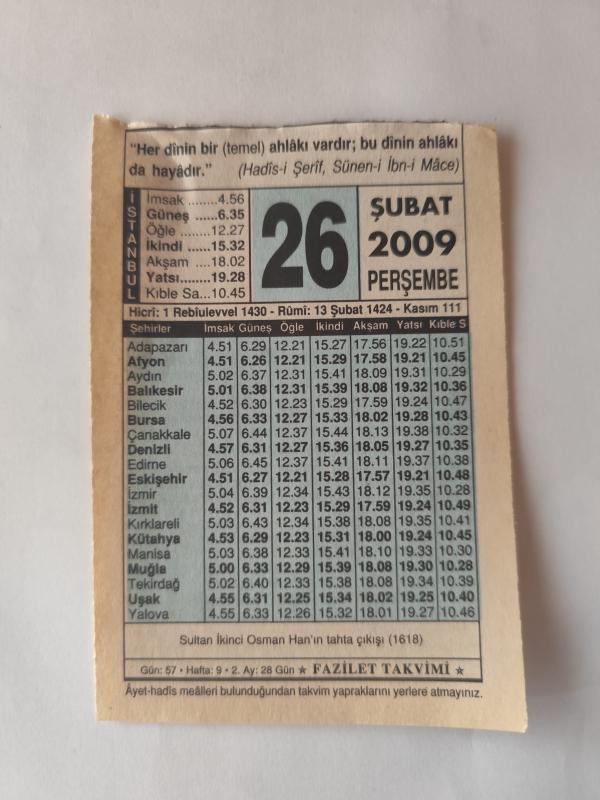 “Her dînin bir (temel) ahlâkı vardır; bu dînin ahlâkı
da hayâdır.” (Hadîs-i Şerîf, Sünen-i İbn-i Mâce)
İSTANBUL
İmsak ........4.56
Güneş ......6.35
Öğle ........12.27
İkindi ......15.32
Akşam ....18.02
Yatsı........19.28
Kıble Sa...10.45
26
ŞUBAT
2009
PERŞEMBE
Hicrî: 1 Rebîulevvel 1430 - Rûmî: 13 Şubat 1424 - Kasım 111
Şehirler İmsak Güneş Öğle İkindi Akşam Yatsı Kıble S
Adapazarı 4.51 6.29 12.21 15.27 17.56 19.22 10.51
Afyon 4.51 6.26 12.21 15.29 17.58 19.21 10.45
Aydın 5.02 6.37 12.31 15.41 18.09 19.31 10.29
Balıkesir 5.01 6.38 12.31 15.39 18.08 19.32 10.36
Bilecik 4.52 6.30 12.23 15.29 17.59 19.24 10.47
Bursa 4.56 6.33 12.27 15.33 18.02 19.28 10.43
Çanakkale 5.07 6.44 12.37 15.44 18.13 19.38 10.32
Denizli 4.57 6.31 12.27 15.36 18.05 19.27 10.35
Edirne 5.06 6.45 12.37 15.41 18.11 19.37 10.38
Eskişehir 4.51 6.27 12.21 15.28 17.57 19.21 10.48
İzmir 5.04 6.39 12.34 15.43 18.12 19.35 10.28
İzmit 4.52 6.31 12.23 15.29 17.59 19.24 10.49
Kırklareli 5.03 6.43 12.34 15.38 18.08 19.35 10.41
Kütahya 4.53 6.29 12.23 15.31 18.00 19.24 10.45
Manisa 5.03 6.38 12.33 15.41 18.10 19.33 10.30
Muğla 5.00 6.33 12.29 15.39 18.08 19.30 10.28
Tekirdağ 5.02 6.40 12.33 15.38 18.08 19.34 10.39
Uşak 4.55 6.31 12.25 15.34 18.02 19.25 10.40
Yalova 4.55 6.33 12.26 15.32 18.01 19.27 10.46
Sultan İkinci Osman Han'ın tahta çıkışı (1618)
Gün: 57 • Hafta: 9 • 2. Ay: 28 Gün ★ FAZİLET TAKVİMİ ★
Âyet-hadîs meâlleri bulunduğundan takvim yapraklarını yerlere atmayınız.